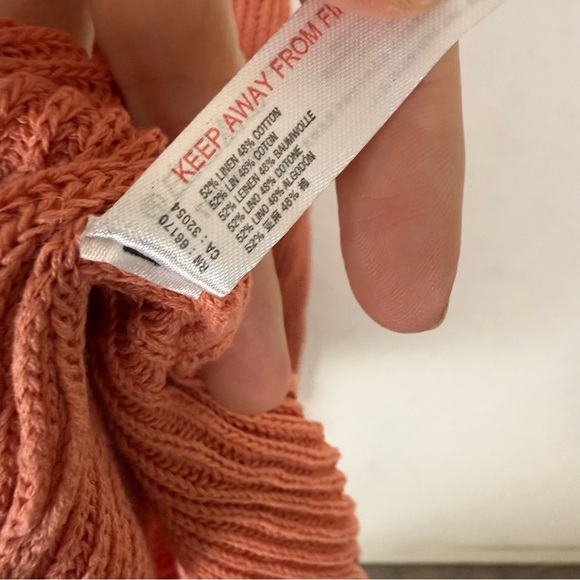 KEEP AWAY FROM FI
52% LINEN 48% COTTON
52% LIN 48% COTON
52% LEINEN 48% BAUMWOLLE
52% LINO 48% COTONE
52% LINO 48% ALGODÓN
52% 亚麻 48% 棉
RN : 66170
CA : 32054